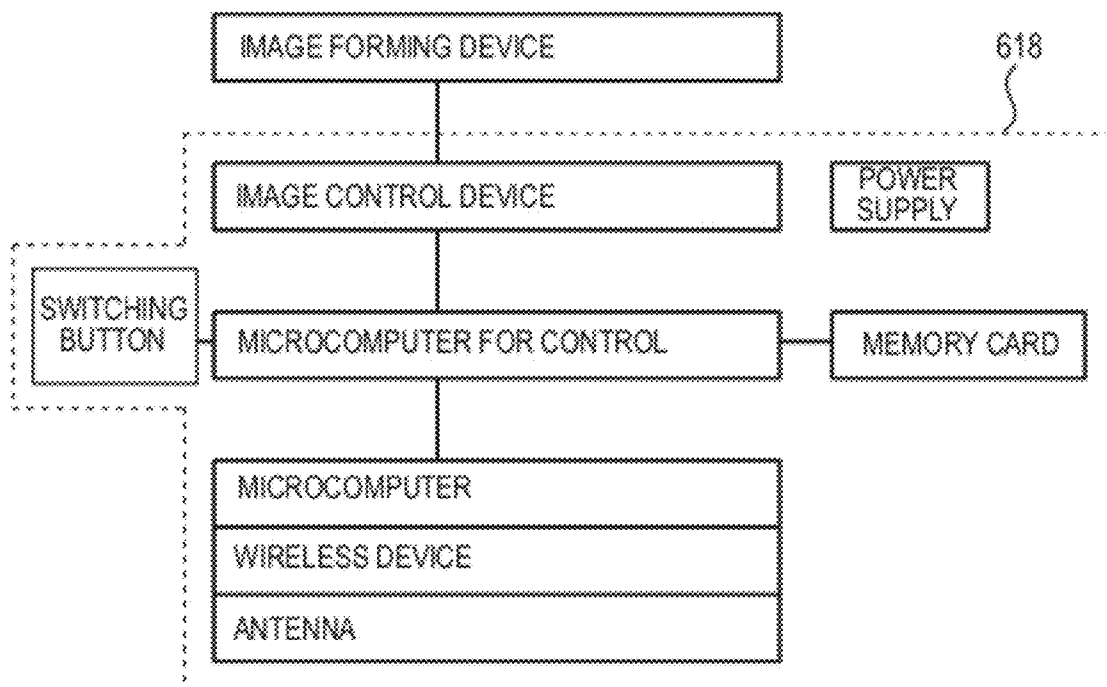 IMAGE FORMING DEVICE
618
IMAGE CONTROL DEVICE
POWER
SUPPLY
SWITCHING
BUTTON
MICROCOMPUTER FOR CONTROL
MEMORY CARD
MICROCOMPUTER
WIRELESS DEVICE
ANTENNA